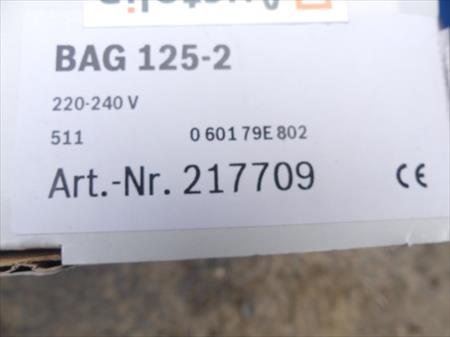 BAG 125-2
220-240 V
511 0 601 79E 802
Art.-Nr. 217709 CE